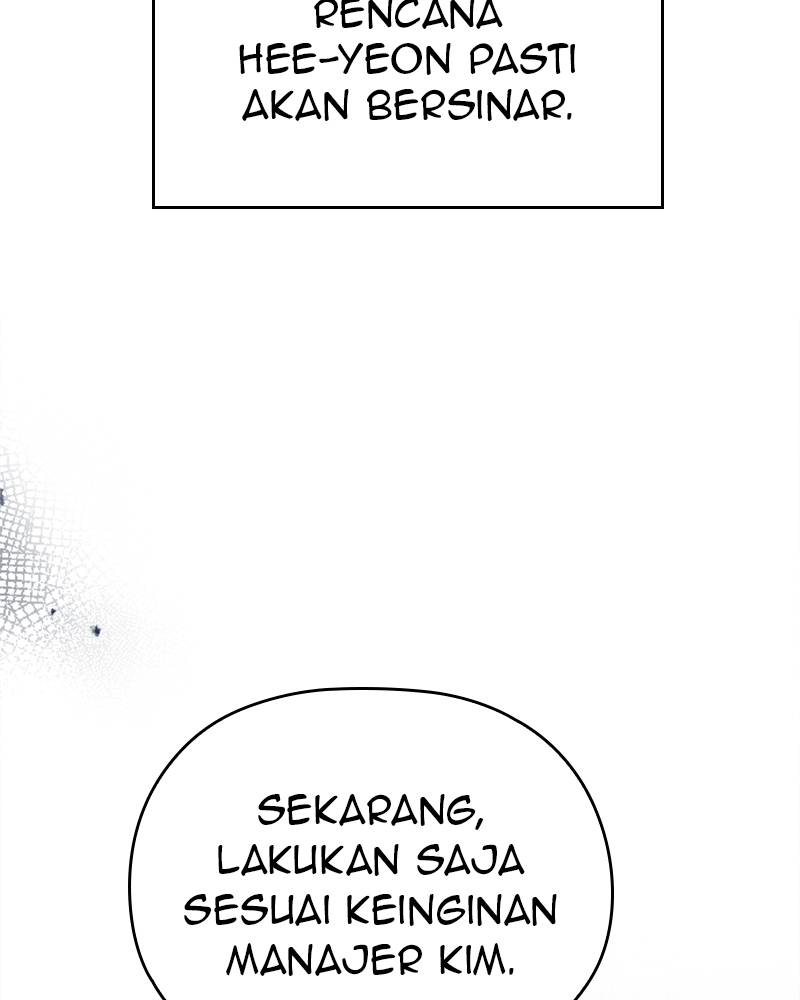 RENCANA
HEE-YEON PASTI
AKAN BERSINAR.
SEKARANG,
LAKUKAN SAJA
SESUAI KEINGINAN
MANAJER KIM.